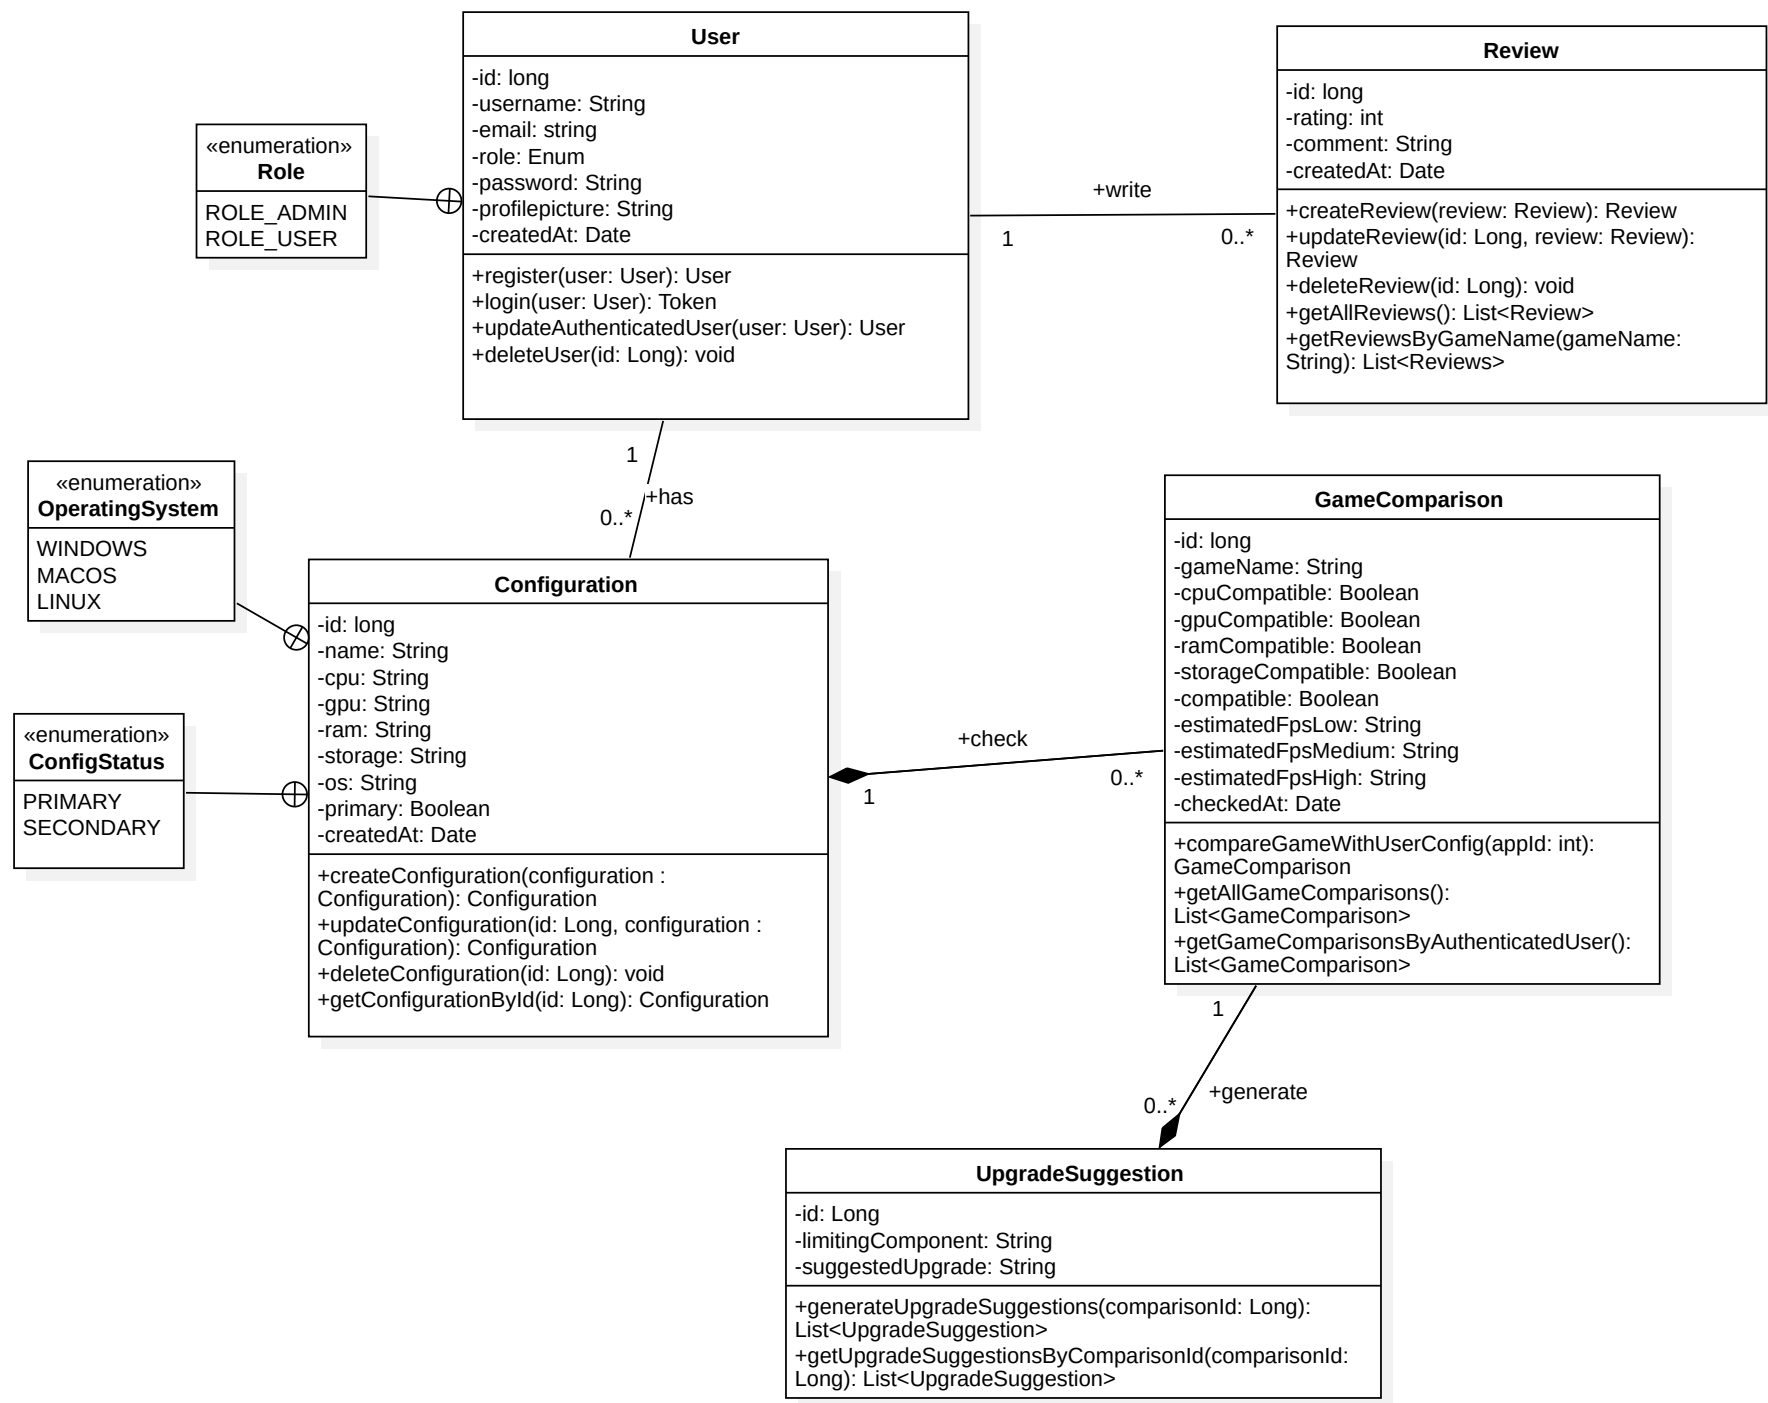 User
-id: long
-username: String
-email: string
-role: Enum
-password: String
-profilepicture: String
-createdAt: Date
+register(user: User): User
+login(user: User): Token
+updateAuthenticatedUser(user: User): User
+deleteUser(id: Long): void
Review
-id: long
-rating: int
-comment: String
-createdAt: Date
+createReview(review: Review): Review
+updateReview(id: Long, review: Review):
Review
+deleteReview(id: Long): void
+getAllReviews(): List<Review>
+getReviewsByGameName(gameName:
String): List<Reviews>
«enumeration»
Role
ROLE_ADMIN
ROLE_USER
+write
1
0..*
1
+has
0..*
«enumeration»
OperatingSystem
WINDOWS
MACOS
LINUX
«enumeration»
ConfigStatus
PRIMARY
SECONDARY
Configuration
-id: long
-name: String
-cpu: String
-gpu: String
-ram: String
-storage: String
-os: String
-primary: Boolean
-createdAt: Date
+createConfiguration(configuration :
Configuration): Configuration
+updateConfiguration(id: Long, configuration :
Configuration): Configuration
+deleteConfiguration(id: Long): void
+getConfigurationById(id: Long): Configuration
+check
1
0..*
GameComparison
-id: long
-gameName: String
-cpuCompatible: Boolean
-gpuCompatible: Boolean
-ramCompatible: Boolean
-storageCompatible: Boolean
-compatible: Boolean
-estimatedFpsLow: String
-estimatedFpsMedium: String
-estimatedFpsHigh: String
-checkedAt: Date
+compareGameWithUserConfig(appId: int):
GameComparison
+getAllGameComparisons():
List<GameComparison>
+getGameComparisonsByAuthenticatedUser():
List<GameComparison>
1
+generate
0..*
UpgradeSuggestion
-id: Long
-limitingComponent: String
-suggestedUpgrade: String
+generateUpgradeSuggestions(comparisonId: Long):
List<UpgradeSuggestion>
+getUpgradeSuggestionsByComparisonId(comparisonId:
Long): List<UpgradeSuggestion>